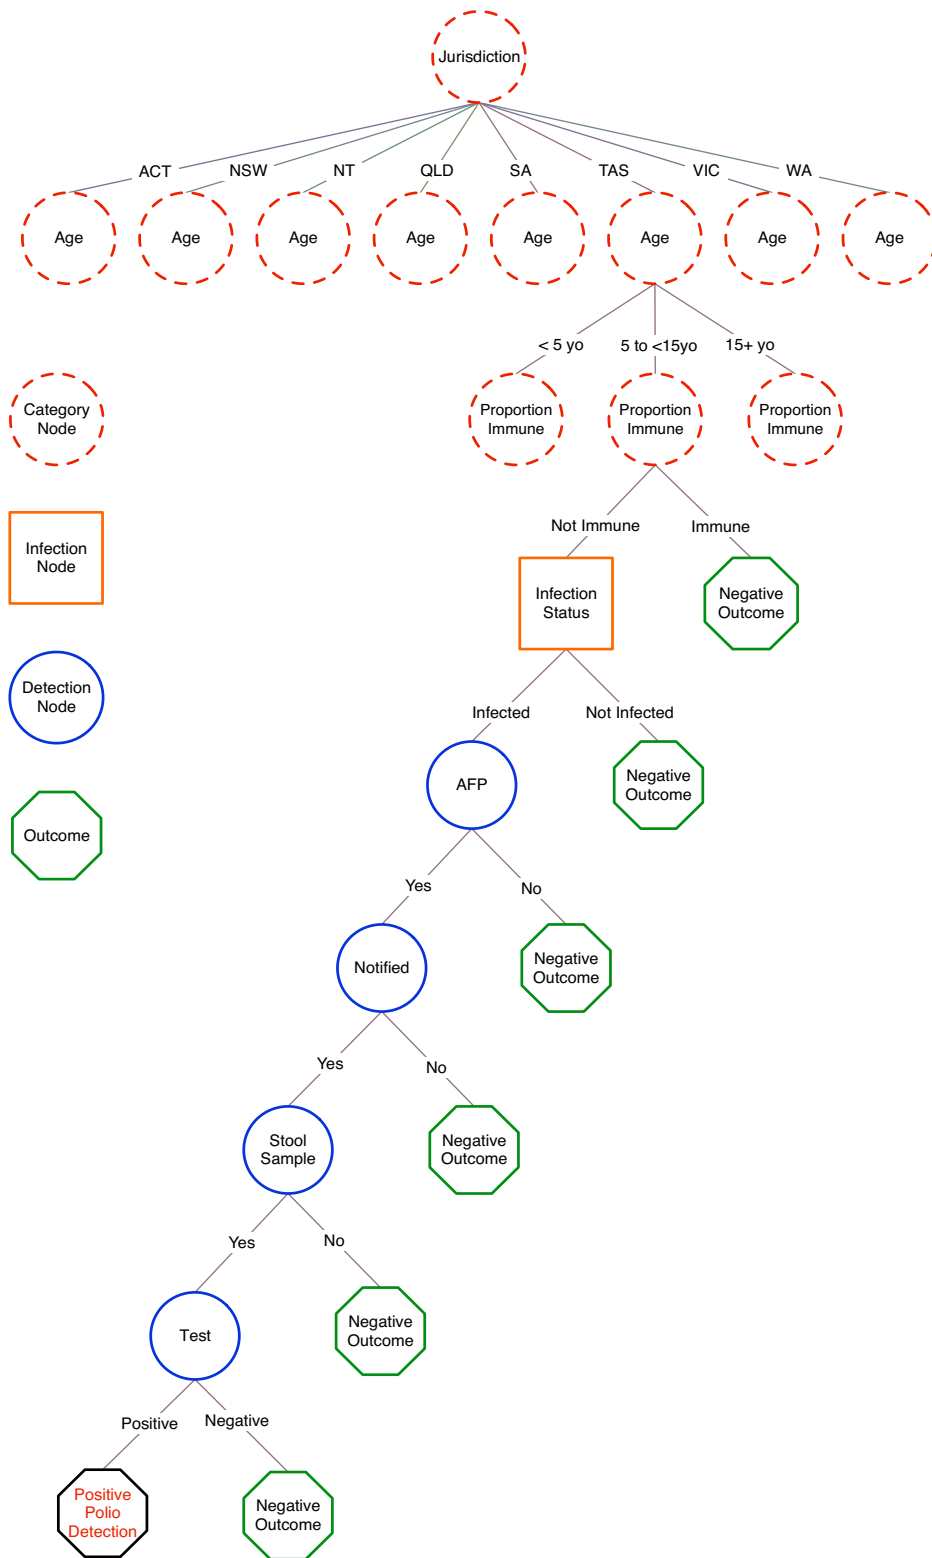 Jurisdiction
ACT
NSW
NT
QLD
SA
TAS
VIC
WA
Age
Age
Age
Age
Age
Age
Age
Age
< 5 yo
5 to <15yo
15+ yo
Category
Node
Proportion
Immune
Proportion
Immune
Proportion
Immune
Not Immune
Immune
Infection
Node
Infection
Status
Negative
Outcome
Detection
Node
Infected
Not Infected
AFP
Negative
Outcome
Outcome
Yes
No
Notified
Negative
Outcome
Yes
No
Stool
Sample
Negative
Outcome
Yes
No
Test
Negative
Outcome
Positive
Negative
Positive
Polio
Detection
Negative
Outcome